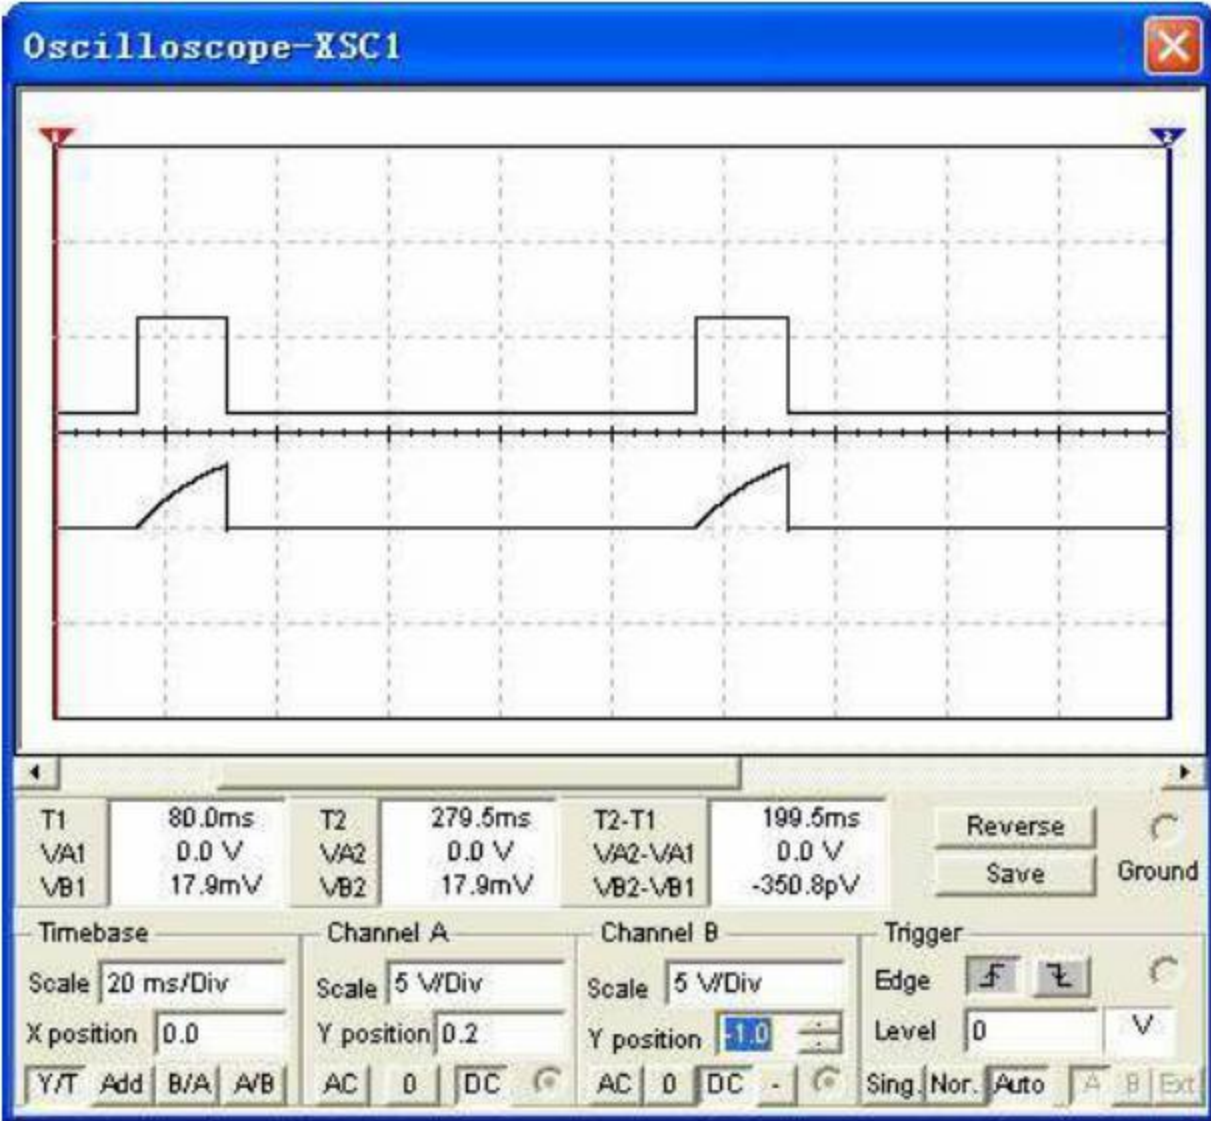 Oscilloscope-XSC1
1 2
T1 80.0ms T2 279.5ms T2-T1 199.5ms Reverse
VA1 0.0 V VA2 0.0 V VA2-VA1 0.0 V
VB1 17.9mV VB2 17.9mV VB2-VB1 -350.8pV Save Ground
Timebase Channel A Channel B Trigger
Scale 20 ms/Div Scale 5 V/Div Scale 5 V/Div Edge
X position 0.0 Y position 0.2 Y position -1.0 Level 0 V
Y/T Add B/A A/B AC 0 DC AC 0 DC - Sing. Nor. Auto A B Ext